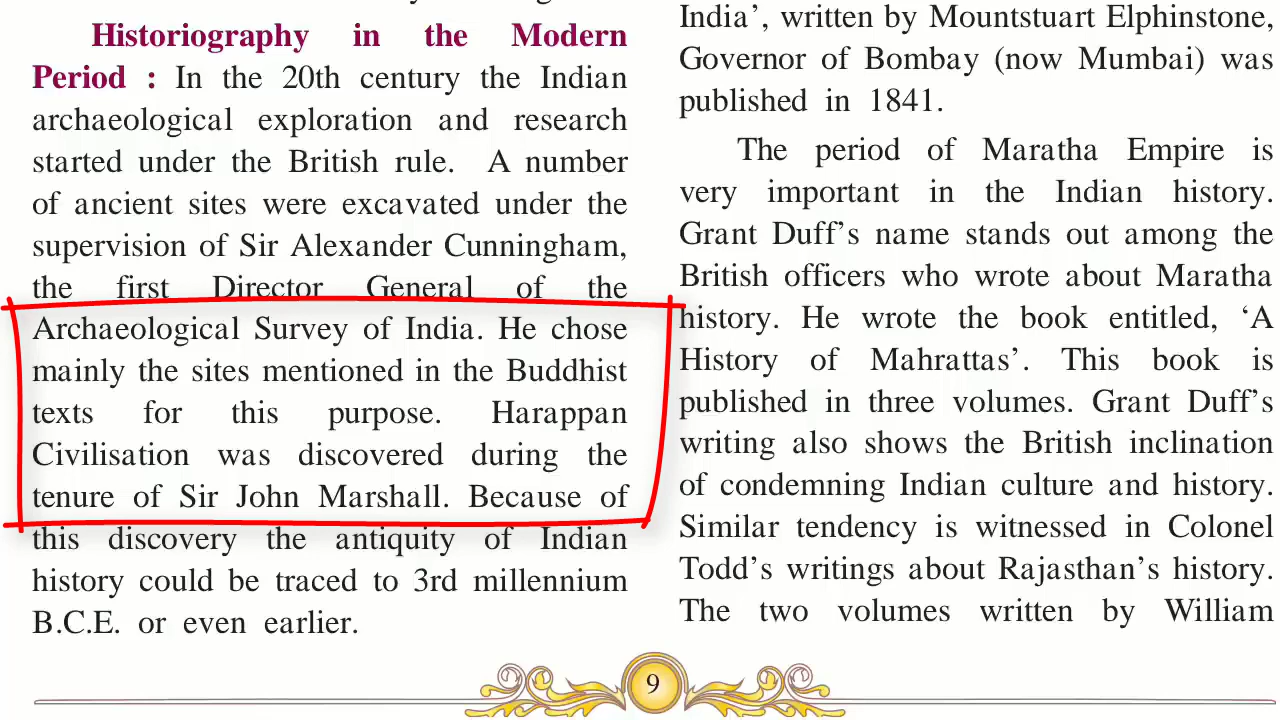 Historiography in the Modern
Period : In the 20th century the Indian
archaeological exploration and research
started under the British rule. A number
of ancient sites were excavated under the
supervision of Sir Alexander Cunningham,
the first Director General of the
Archaeological Survey of India. He chose
mainly the sites mentioned in the Buddhist
texts for this purpose. Harappan
Civilisation was discovered during the
tenure of Sir John Marshall. Because of
this discovery the antiquity of Indian
history could be traced to 3rd millennium
B.C.E. or even earlier.
India’, written by Mountstuart Elphinstone,
Governor of Bombay (now Mumbai) was
published in 1841.
The period of Maratha Empire is
very important in the Indian history.
Grant Duff’s name stands out among the
British officers who wrote about Maratha
history. He wrote the book entitled, ‘A
History of Mahrattas’. This book is
published in three volumes. Grant Duff’s
writing also shows the British inclination
of condemning Indian culture and history.
Similar tendency is witnessed in Colonel
Todd’s writings about Rajasthan’s history.
The two volumes written by William
9